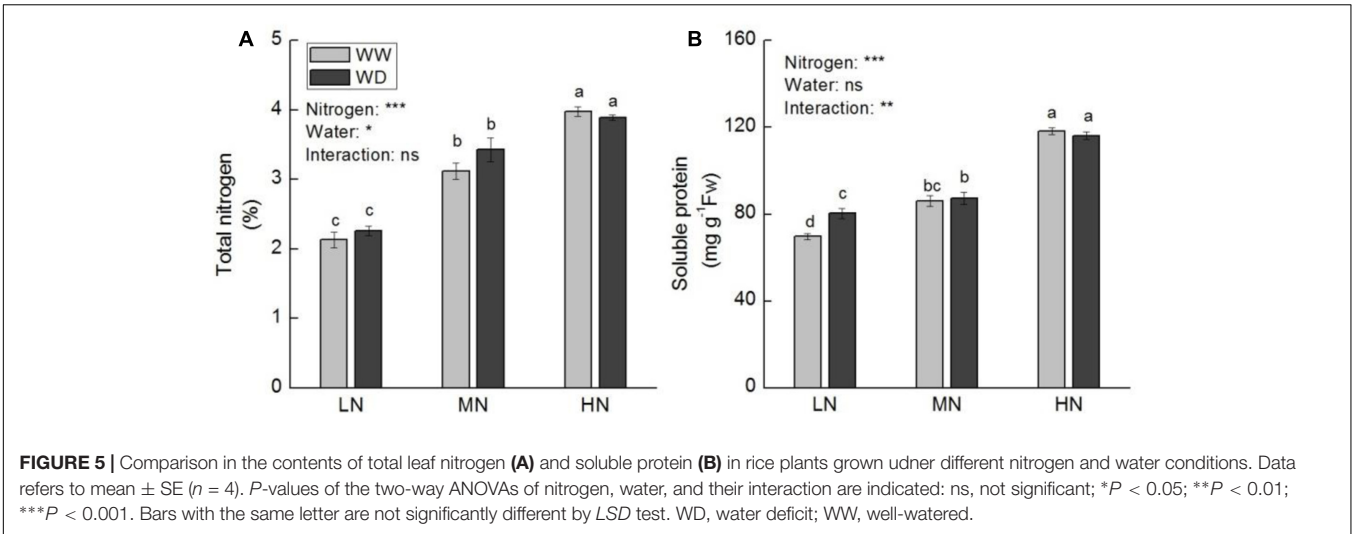 A
5
4
3
2
1
0
Total nitrogen
(%)
WW
WD
Nitrogen: ***
Water: *
Interaction: ns
c
c
b
b
a
a
LN
MN
HN
B
160
120
80
40
0
Soluble protein
(mg g-1Fw)
Nitrogen: ***
Water: ns
Interaction: **
d
c
bc
b
a
a
LN
MN
HN
FIGURE 5 | Comparison in the contents of total leaf nitrogen (A) and soluble protein (B) in rice plants grown udner different nitrogen and water conditions. Data
refers to mean ± SE (n = 4). P-values of the two-way ANOVAs of nitrogen, water, and their interaction are indicated: ns, not significant; *P < 0.05; **P < 0.01;
***P < 0.001. Bars with the same letter are not significantly different by LSD test. WD, water deficit; WW, well-watered.